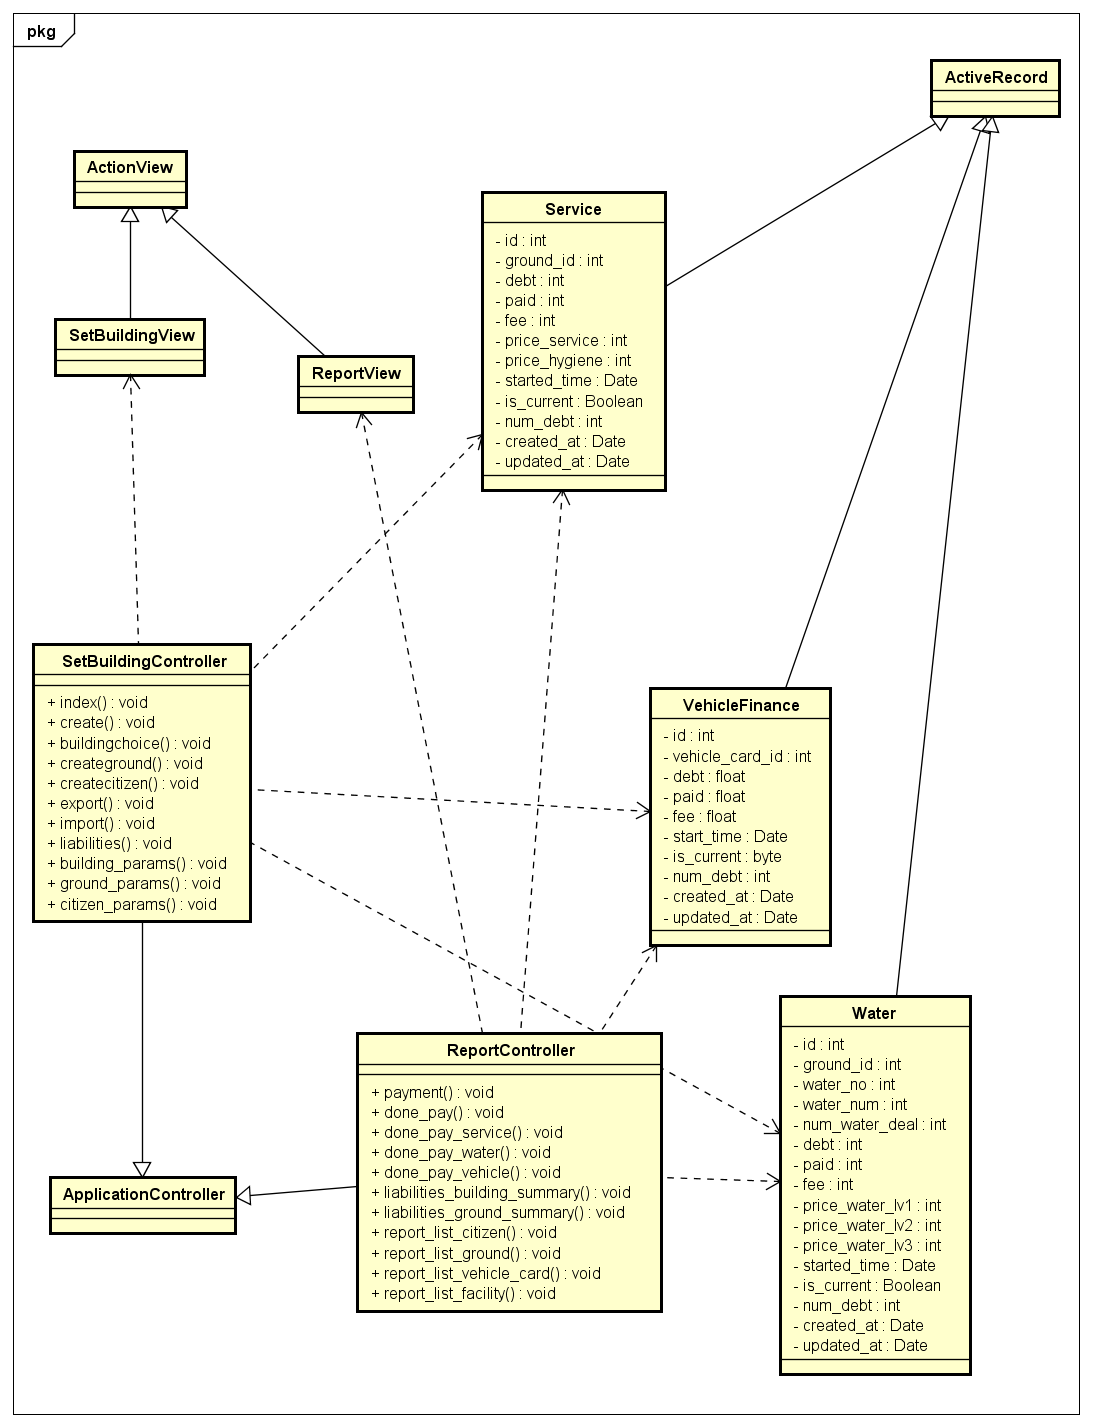 pkg
ActiveRecord
ActionView
Service
- id : int
- ground_id : int
- debt : int
- paid : int
- fee : int
- price_service : int
- price_hygiene : int
- started_time : Date
- is_current : Boolean
- num_debt : int
- created_at : Date
- updated_at : Date
SetBuildingView
ReportView
SetBuildingController
+ index() : void
+ create() : void
+ buildingchoice() : void
+ createground() : void
+ createcitizen() : void
+ export() : void
+ import() : void
+ liabilities() : void
+ building_params() : void
+ ground_params() : void
+ citizen_params() : void
VehicleFinance
- id : int
- vehicle_card_id : int
- debt : float
- paid : float
- fee : float
- start_time : Date
- is_current : byte
- num_debt : int
- created_at : Date
- updated_at : Date
Water
- id : int
- ground_id : int
- water_no : int
- water_num : int
- num_water_deal : int
- debt : int
- paid : int
- fee : int
- price_water_lv1 : int
- price_water_lv2 : int
- price_water_lv3 : int
- started_time : Date
- is_current : Boolean
- num_debt : int
- created_at : Date
- updated_at : Date
ReportController
+ payment() : void
+ done_pay() : void
+ done_pay_service() : void
+ done_pay_water() : void
+ done_pay_vehicle() : void
+ liabilities_building_summary() : void
+ liabilities_ground_summary() : void
+ report_list_citizen() : void
+ report_list_ground() : void
+ report_list_vehicle_card() : void
+ report_list_facility() : void
ApplicationController